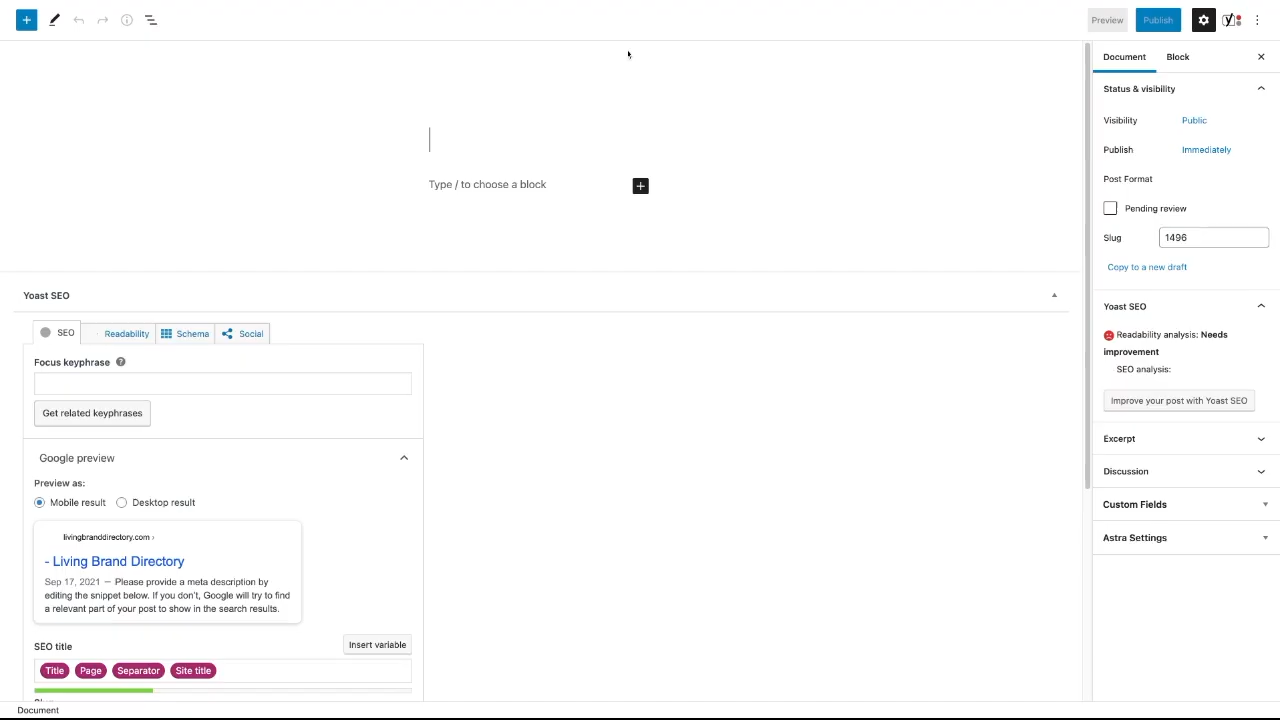 Preview
Publish
Type / to choose a block
Yoast SEO
SEO
Readability
Schema
Social
Focus keyphrase
Get related keyphrases
Google preview
Preview as:
Mobile result
Desktop result
livingbranddirectory.com ›
- Living Brand Directory
Sep 17, 2021 — Please provide a meta description by
editing the snippet below. If you don't, Google will try to find
a relevant part of your post to show in the search results.
SEO title
Insert variable
Title
Page
Separator
Site title
Document
Document
Block
Status & visibility
Visibility
Public
Publish
Immediately
Post Format
Pending review
Slug
1496
Copy to a new draft
Yoast SEO
Readability analysis: Needs
improvement
SEO analysis:
Improve your post with Yoast SEO
Excerpt
Discussion
Custom Fields
Astra Settings